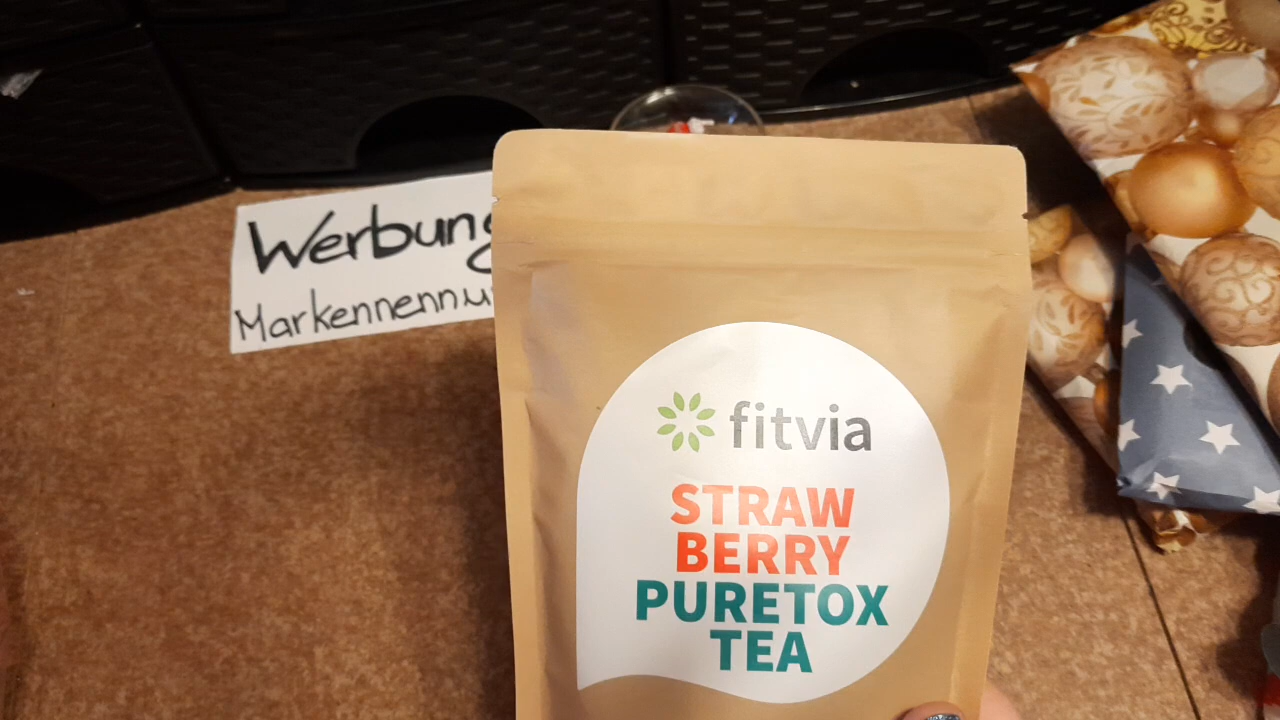 Werbung
Markennennu
fitvia
STRAW
BERRY
PURETOX
TEA